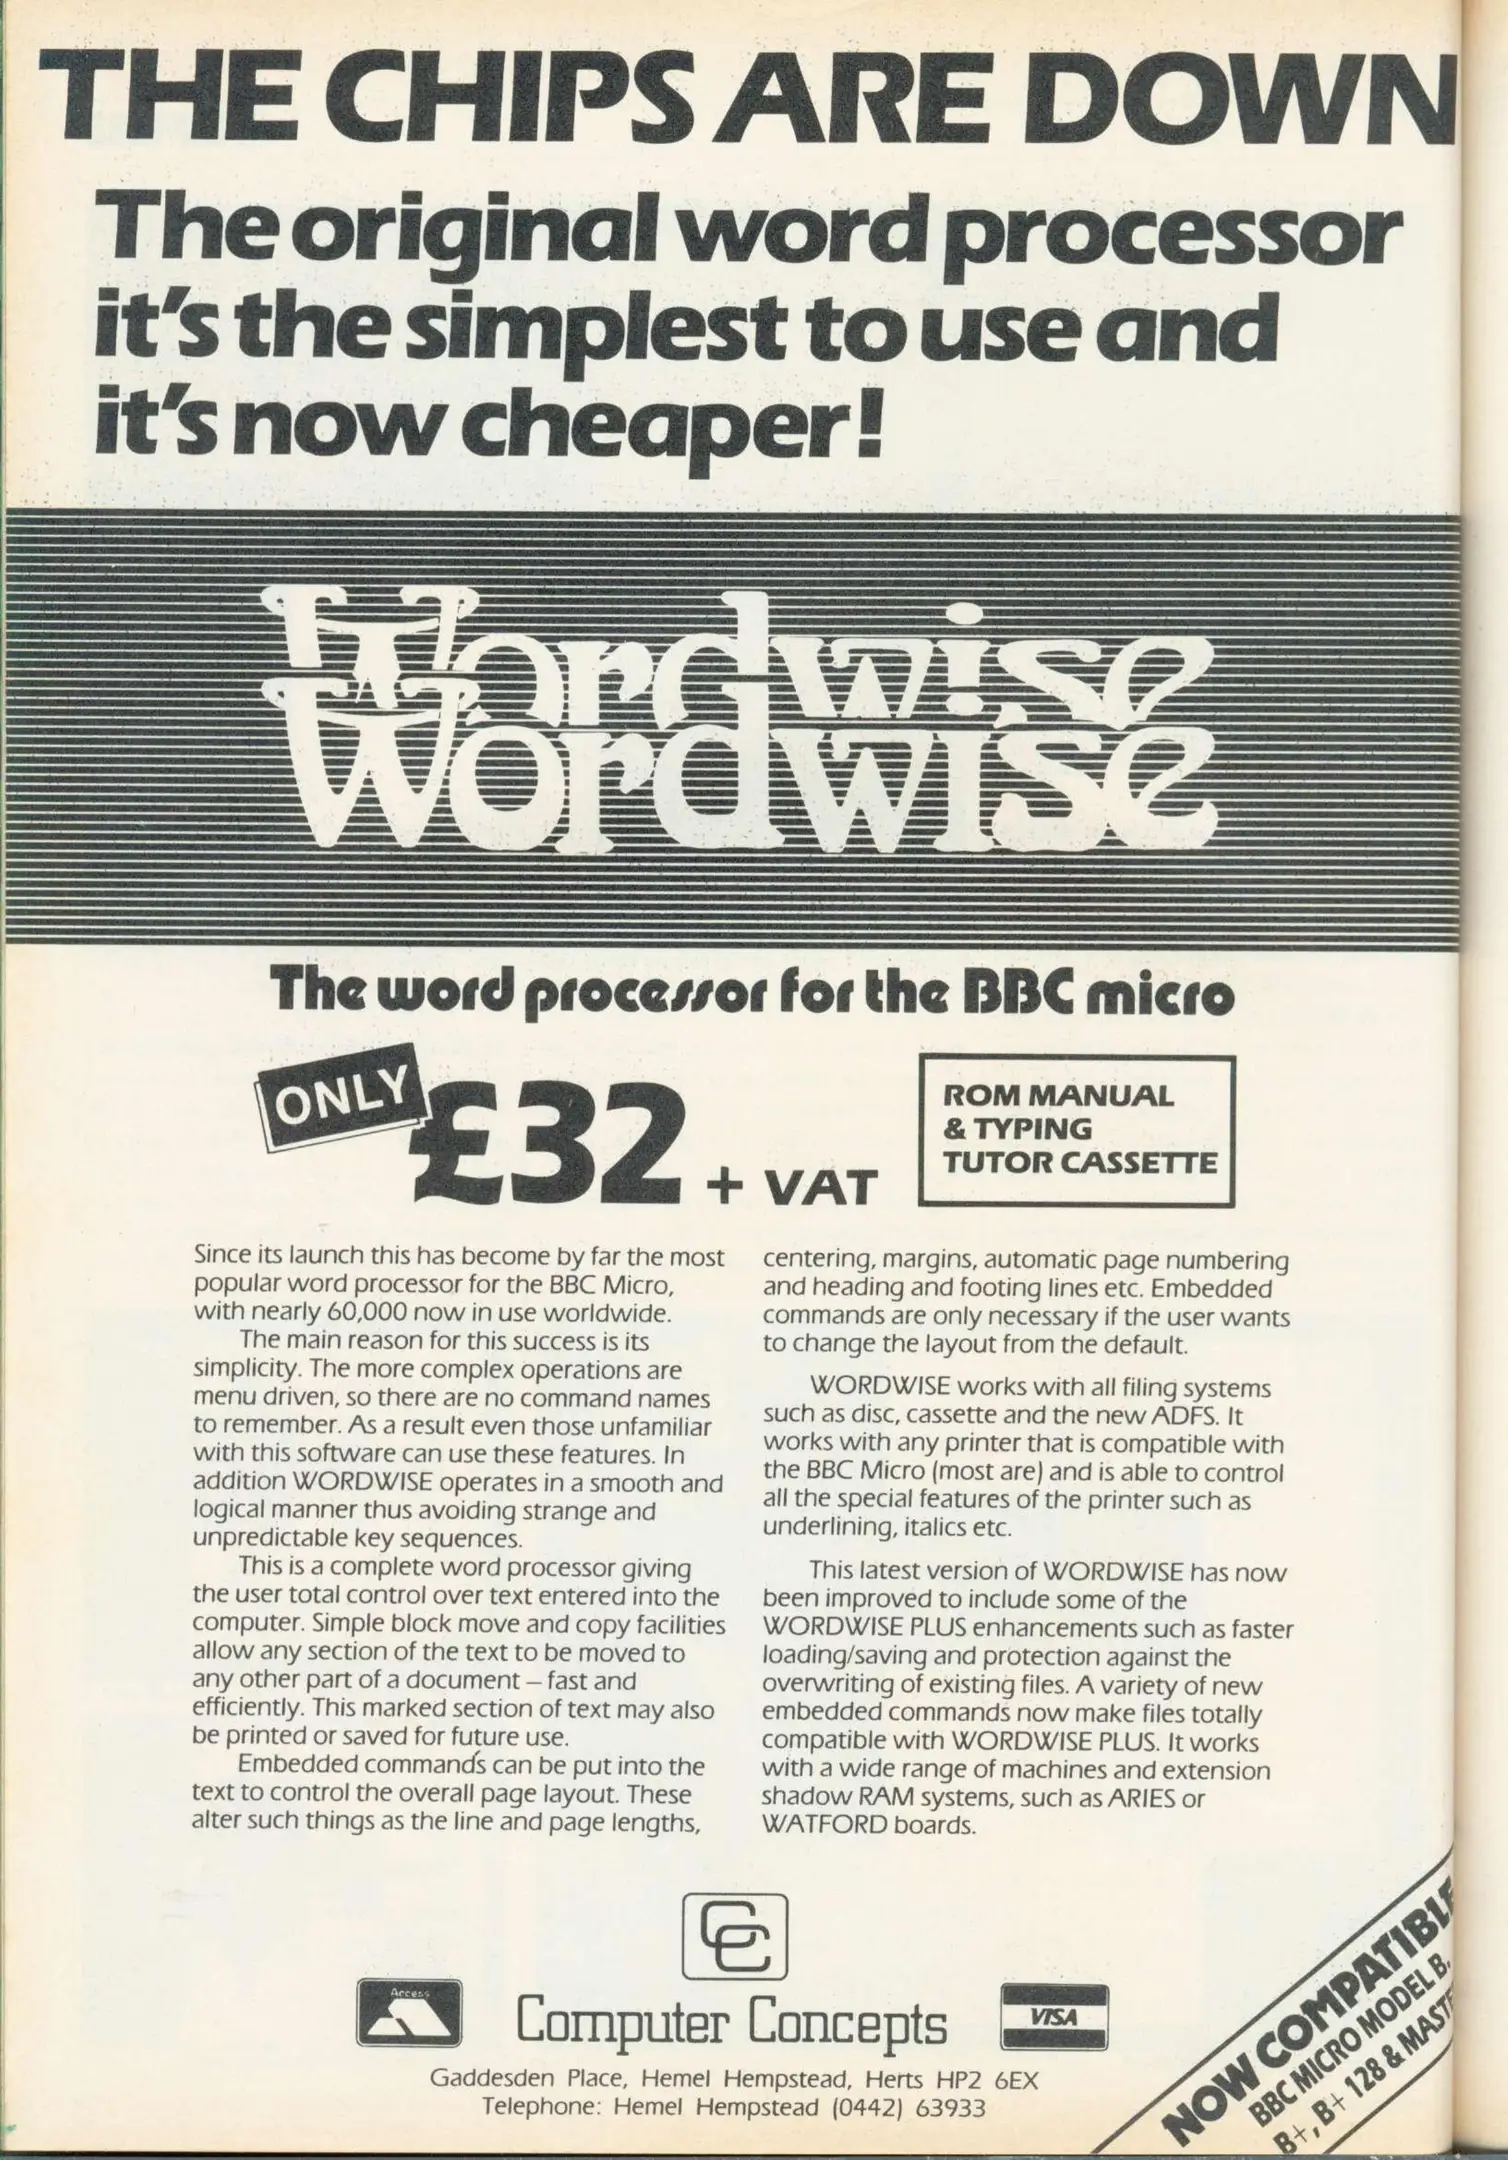 THE CHIPS ARE DOWN
The original word processor
it's the simplest to use and
it's now cheaper!
Wordwise
Wordwise
The word processor for the BBC micro
ONLY
£32 + VAT
ROM MANUAL
& TYPING
TUTOR CASSETTE
Since its launch this has become by far the most
popular word processor for the BBC Micro,
with nearly 60,000 now in use worldwide.
The main reason for this success is its
simplicity. The more complex operations are
menu driven, so there are no command names
to remember. As a result even those unfamiliar
with this software can use these features. In
addition WORDWISE operates in a smooth and
logical manner thus avoiding strange and
unpredictable key sequences.
This is a complete word processor giving
the user total control over text entered into the
computer. Simple block move and copy facilities
allow any section of the text to be moved to
any other part of a document – fast and
efficiently. This marked section of text may also
be printed or saved for future use.
Embedded commands can be put into the
text to control the overall page layout. These
alter such things as the line and page lengths,
centering, margins, automatic page numbering
and heading and footing lines etc. Embedded
commands are only necessary if the user wants
to change the layout from the default.
WORDWISE works with all filing systems
such as disc, cassette and the new ADFS. It
works with any printer that is compatible with
the BBC Micro (most are) and is able to control
all the special features of the printer such as
underlining, italics etc.
This latest version of WORDWISE has now
been improved to include some of the
WORDWISE PLUS enhancements such as faster
loading/saving and protection against the
overwriting of existing files. A variety of new
embedded commands now make files totally
compatible with WORDWISE PLUS. It works
with a wide range of machines and extension
shadow RAM systems, such as ARIES or
WATFORD boards.
CC
Access
Computer Concepts
VISA
Gaddesden Place, Hemel Hempstead, Herts HP2 6EX
Telephone: Hemel Hempstead (0442) 63933
NOW COMPATIBLE
BBC MICRO MODEL B,
B+, B+ 128 & MASTE